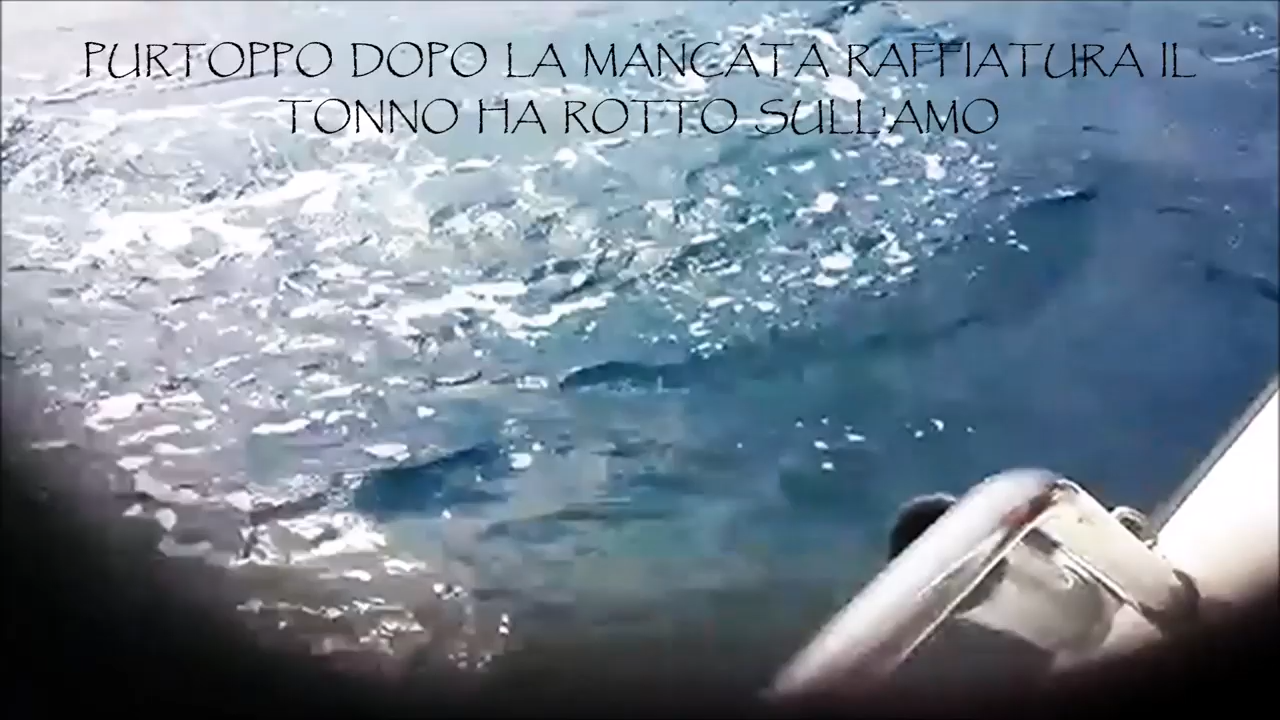 PURTOPPO DOPO LA MANCATA RAFFIATURA IL
TONNO HA ROTTO SULL'AMO